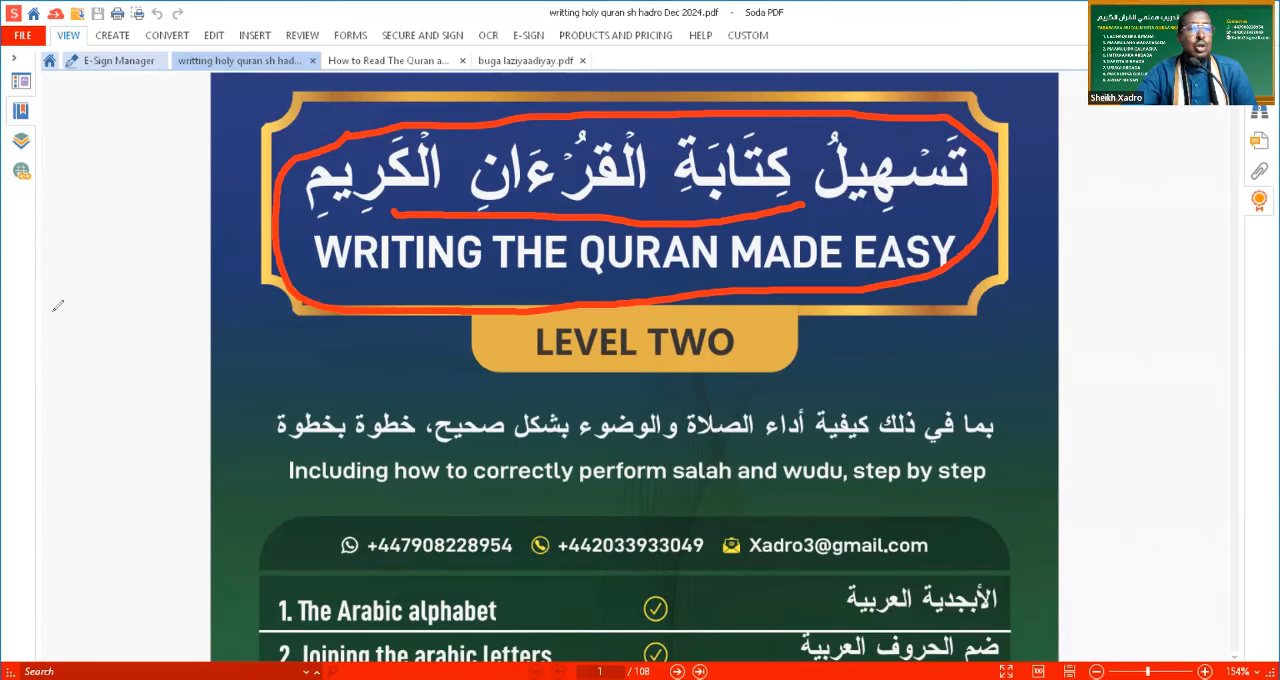 writting holy quran sh hadro Dec 2024.pdf - Soda PDF
FILE VIEW CREATE CONVERT EDIT INSERT REVIEW FORMS SECURE AND SIGN OCR E-SIGN PRODUCTS AND PRICING HELP CUSTOM
E-Sign Manager writting holy quran sh had... How to Read The Quran a... buga laziyaadiyay.pdf
Sheikh Xadro
تَسْهِيلُ كِتَابَةِ الْقُرْءَانِ الْكَرِيمِ
WRITING THE QURAN MADE EASY
LEVEL TWO
بما في ذلك كيفية أداء الصلاة والوضوء بشكل صحيح، خطوة بخطوة
Including how to correctly perform salah and wudu, step by step
+447908228954 +442033933049 Xadro3@gmail.com
1. The Arabic alphabet الأبجدية العربية
2. Joining the arabic letters ضم الحروف العربية
Search 1 / 108 154%